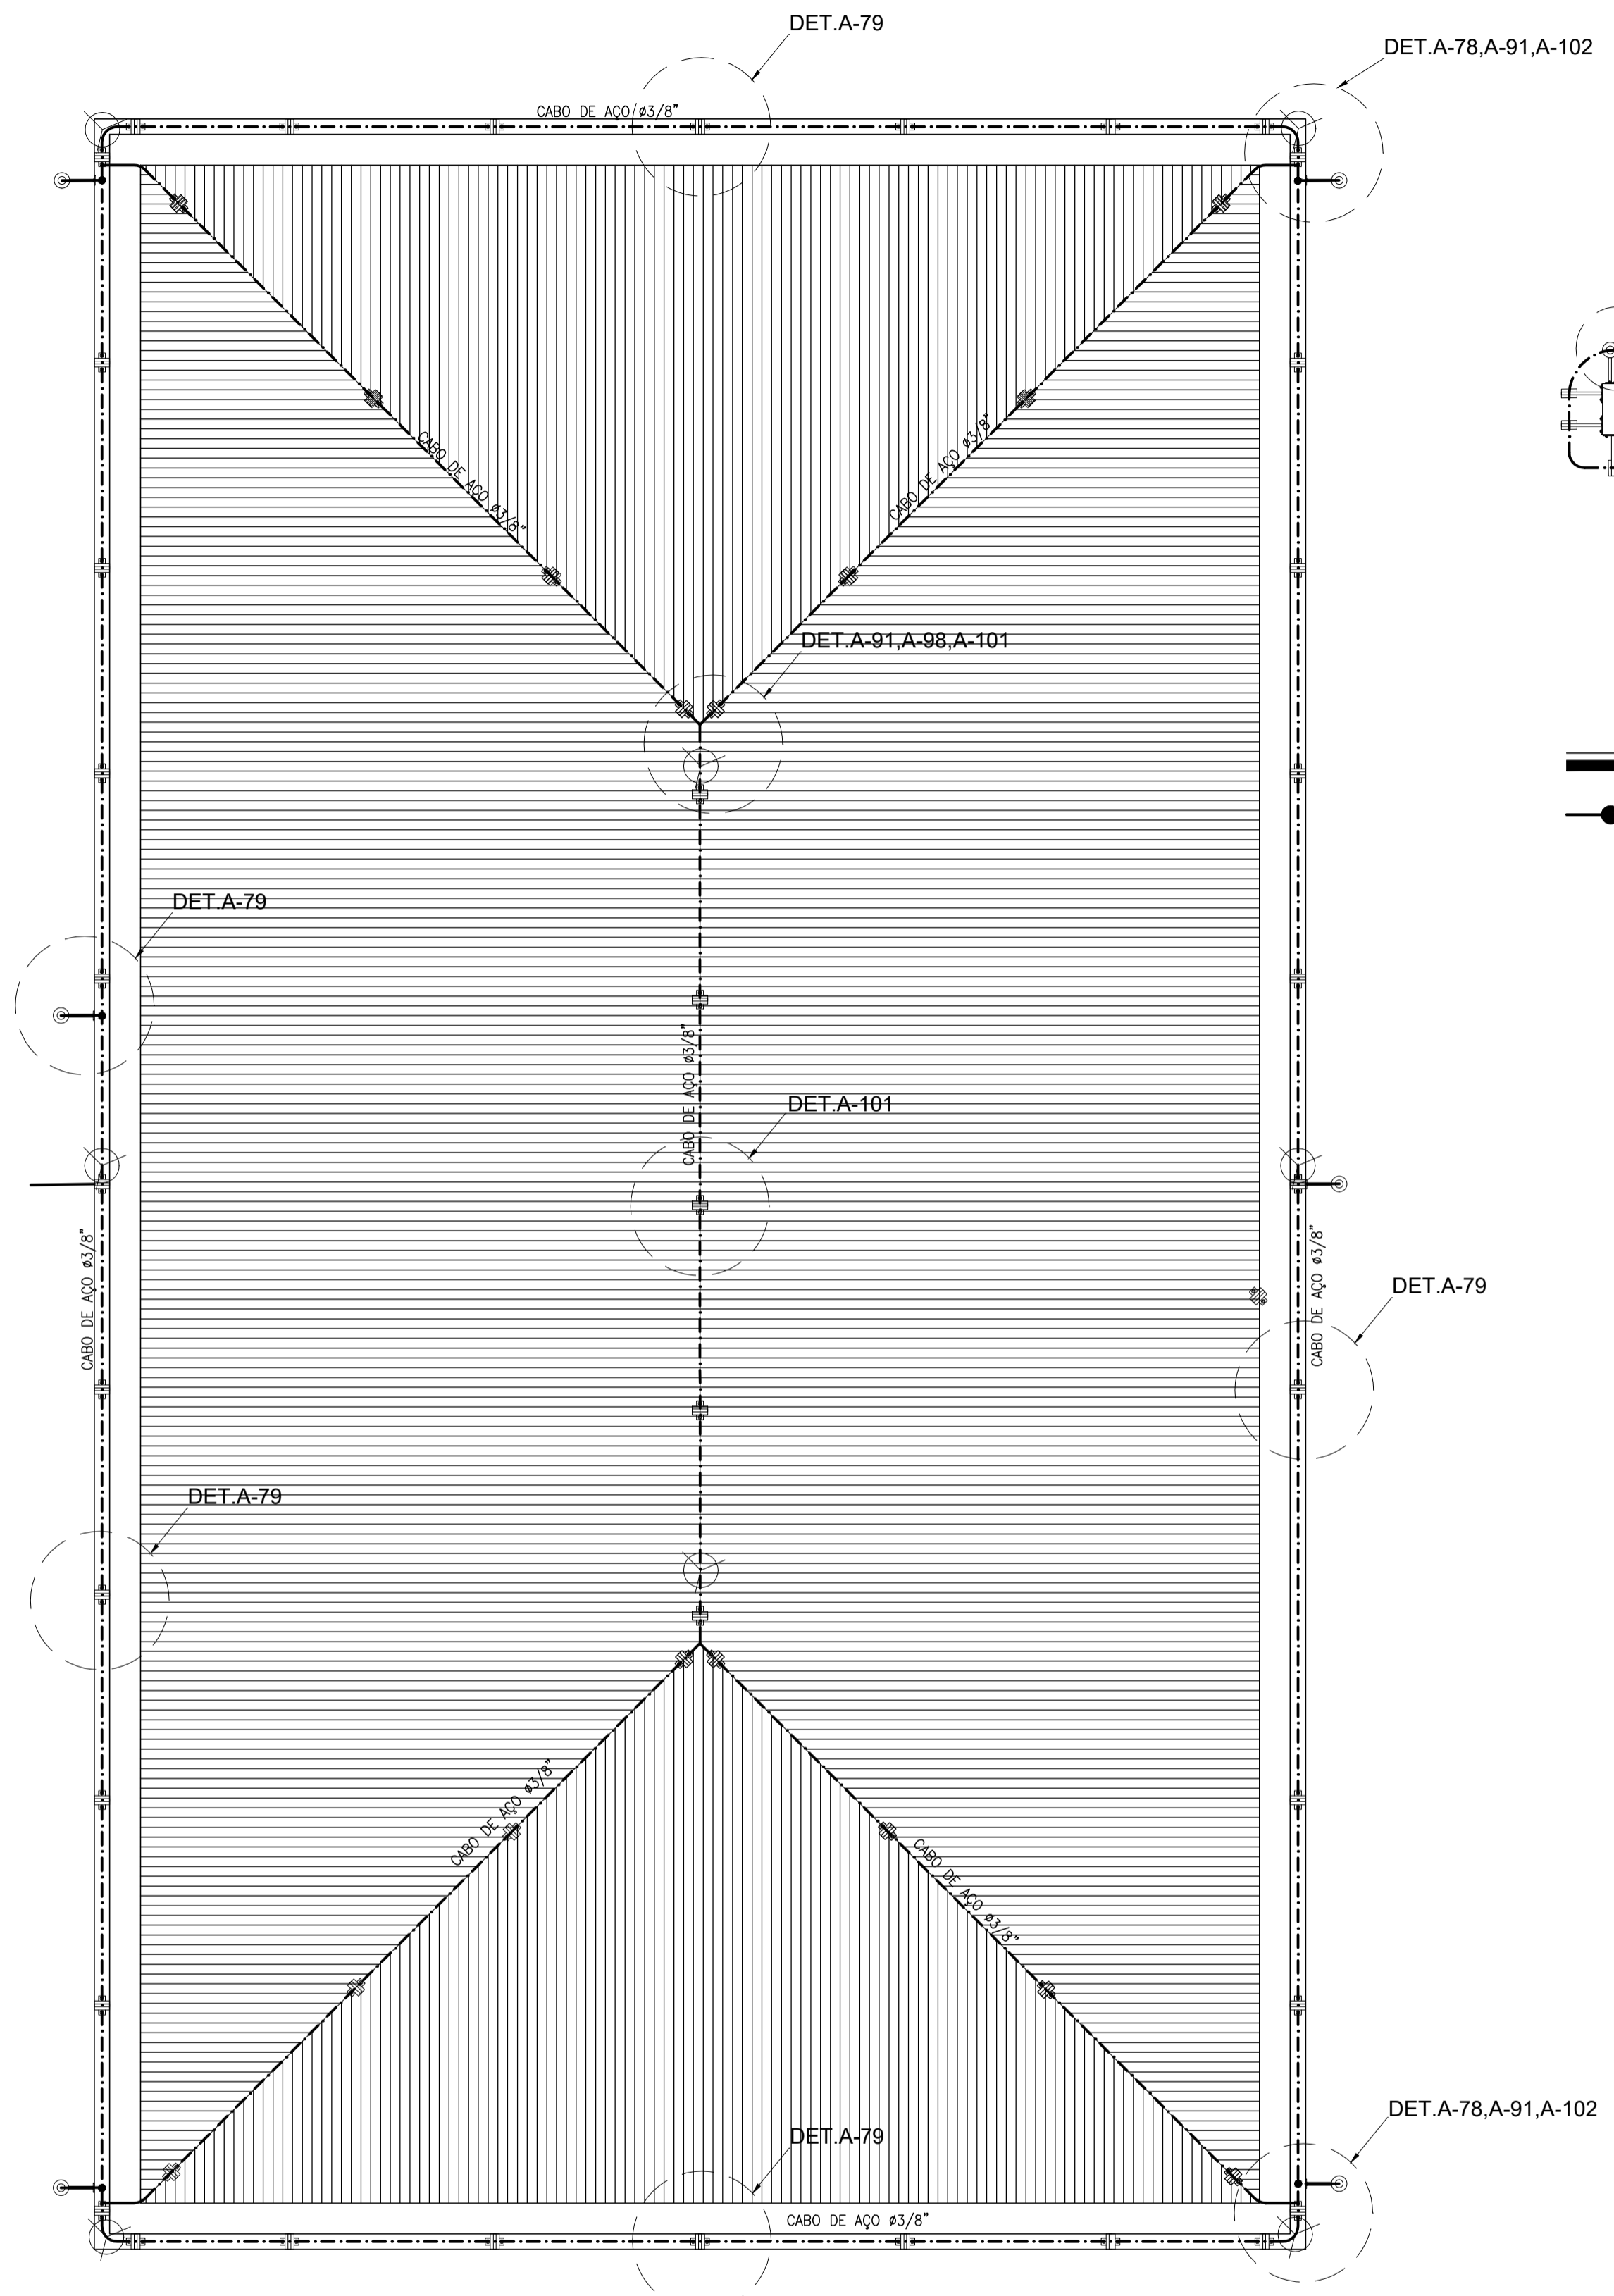 DET.A-79
DET.A-78,A-91,A-102
CABO DE AÇO ø3/8"
CABO DE AÇO ø3/8"
CABO DE AÇO ø3/8"
DET.A-91,A-98,A-101
DET.A-79
CABO DE AÇO ø3/8"
DET.A-101
CABO DE AÇO ø3/8"
CABO DE AÇO ø3/8"
DET.A-79
DET.A-79
CABO DE AÇO ø3/8"
CABO DE AÇO ø3/8"
DET.A-78,A-91,A-102
DET.A-79
CABO DE AÇO ø3/8"